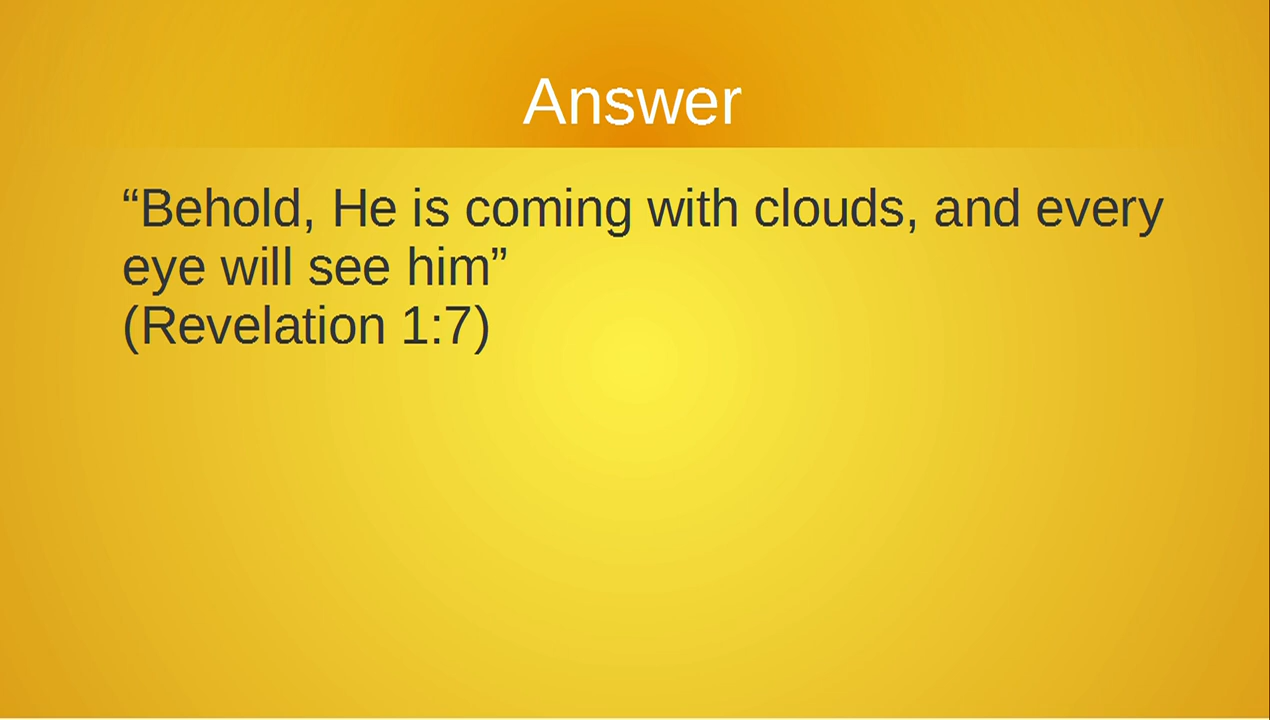 Answer
“Behold, He is coming with clouds, and every
eye will see him”
(Revelation 1:7)